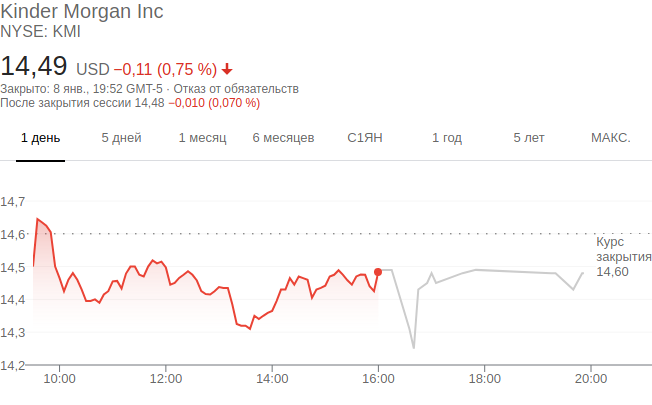 Kinder Morgan Inc
NYSE: KMI
14,49 USD −0,11 (0,75 %)
Закрыто: 8 янв., 19:52 GMT-5 · Отказ от обязательств
После закрытия сессии 14,48 −0,010 (0,070 %)
1 день 5 дней 1 месяц 6 месяцев С1ЯН 1 год 5 лет МАКС.
14,7
14,6
Курс
закрытия
14,60
14,5
14,4
14,3
14,2
10:00 12:00 14:00 16:00 18:00 20:00